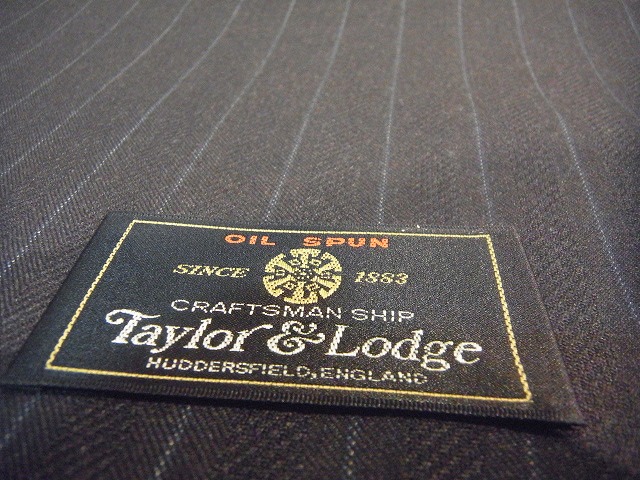 OIL SPUN
SINCE 1883
CRAFTSMAN SHIP
Taylor & Lodge
HUDDERSFIELD, ENGLAND